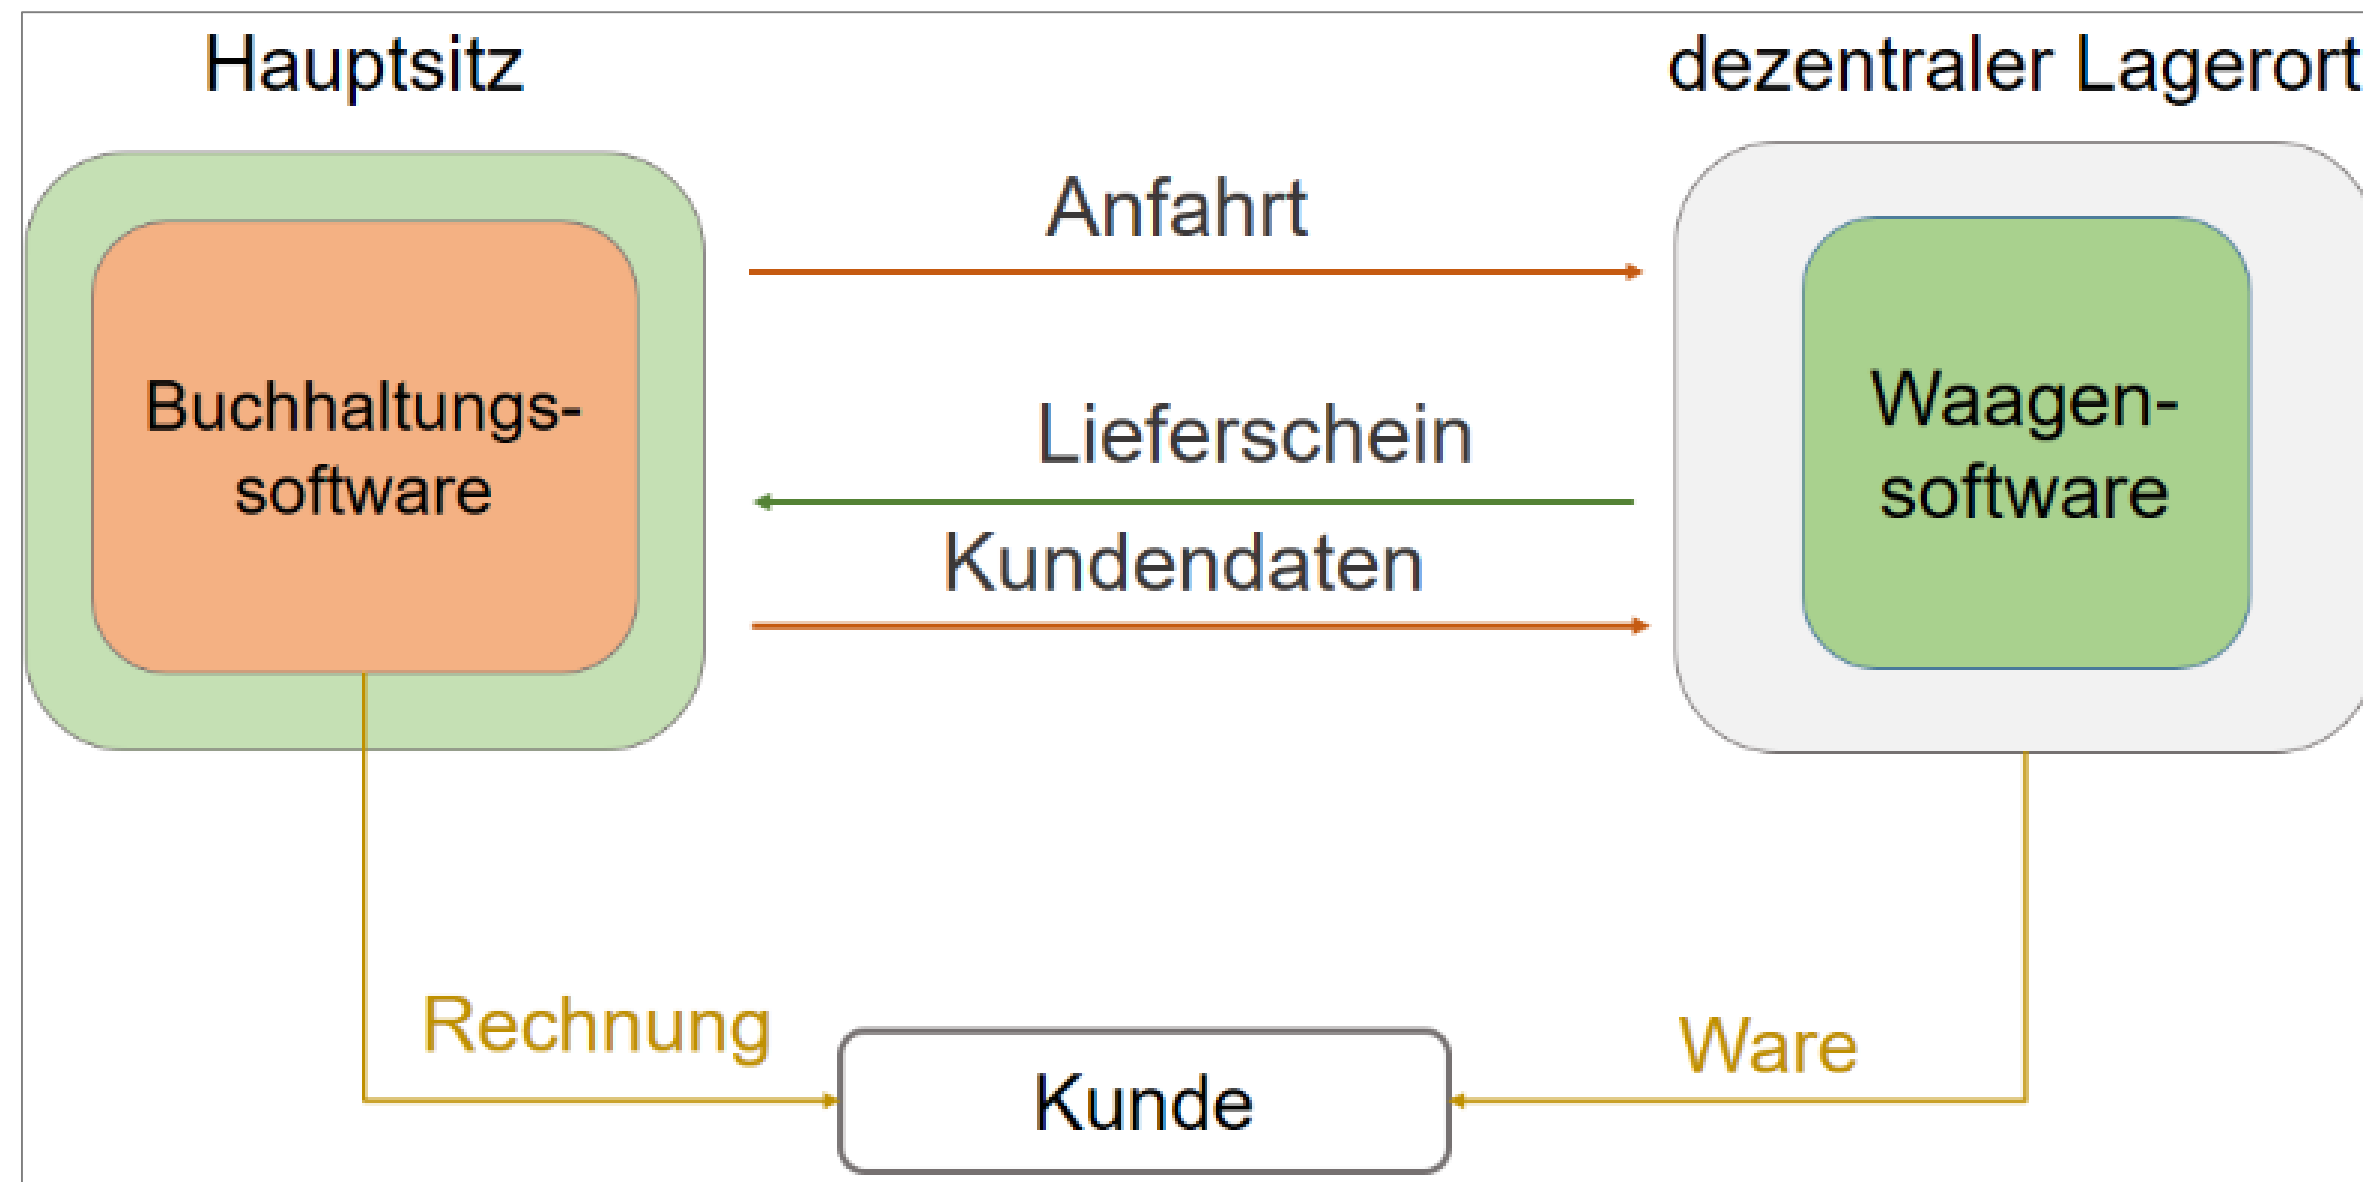 Hauptsitz
dezentraler Lagerort
Anfahrt
Buchhaltungs-
software
Lieferschein
Kundendaten
Waagen-
software
Rechnung
Ware
Kunde